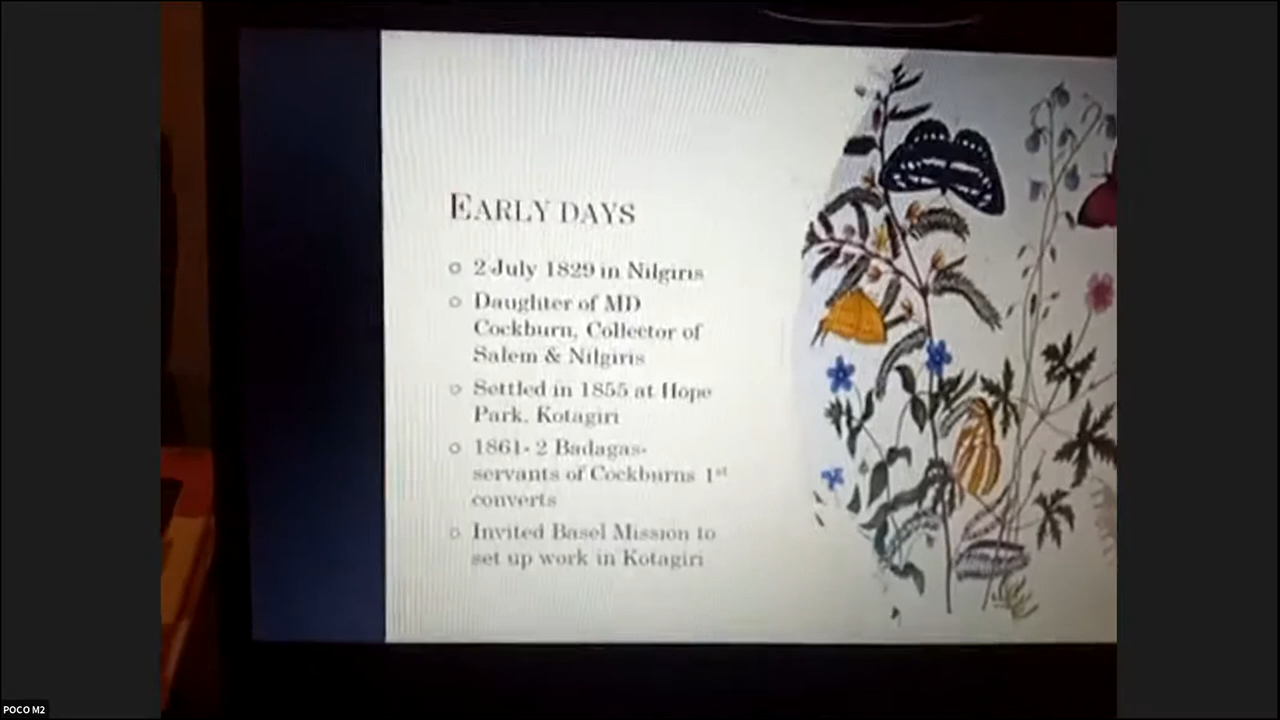 EARLY DAYS
2 July 1829 in Nilgiris
Daughter of MD
Cockburn, Collector of
Salem & Nilgiris
Settled in 1855 at Hope
Park, Kotagiri
1861- 2 Badagas-
servants of Cockburns 1st
converts
Invited Basel Mission to
set up work in Kotagiri
POCO M2